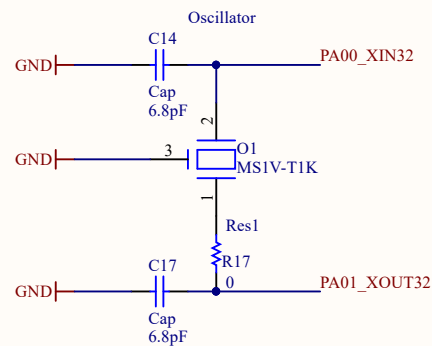 Oscillator
C14
GND
PA00_XIN32
Cap
6.8pF
2
O1
GND
3
MS1V-T1K
1
Res1
C17
R17
GND
0
PA01_XOUT32
Cap
6.8pF